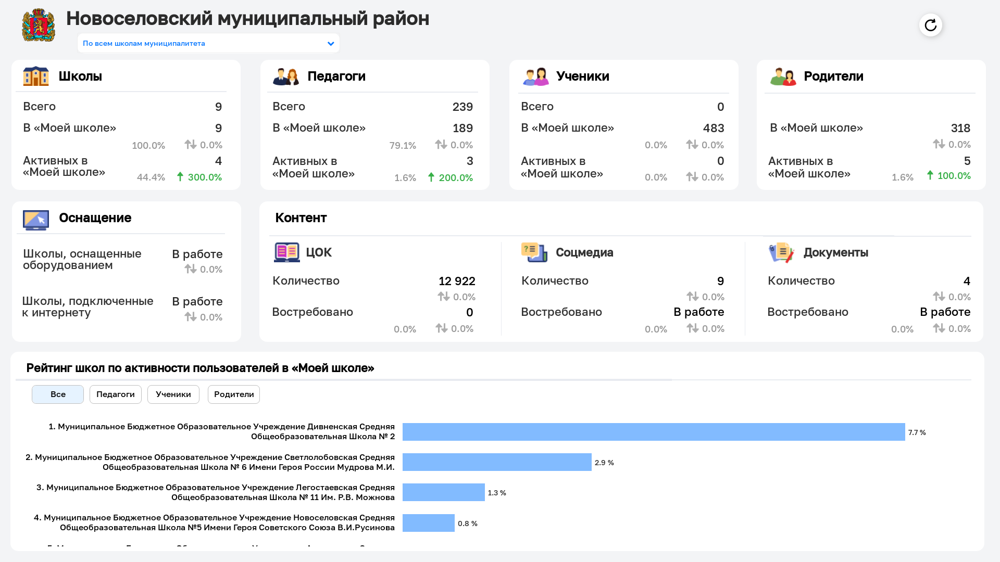 Новоселовский муниципальный район
По всем школам муниципалитета
Школы
Всего 9
В «Моей школе» 9
100.0% 0.0%
Активных в
«Моей школе» 4
44.4% 300.0%
Педагоги
Всего 239
В «Моей школе» 189
79.1% 0.0%
Активных в
«Моей школе» 3
1.6% 200.0%
Ученики
Всего 0
В «Моей школе» 483
0.0% 0.0%
Активных в
«Моей школе» 0
0.0% 0.0%
Родители
В «Моей школе» 318
0.0%
Активных в
«Моей школе» 5
1.6% 100.0%
Оснащение
Школы, оснащенные
оборудованием
В работе
0.0%
Школы, подключенные
к интернету
В работе
0.0%
Контент
ЦОК
Количество 12 922
0.0%
Востребовано 0
0.0% 0.0%
Соцмедиа
Количество 9
0.0%
Востребовано В работе
0.0% 0.0%
Документы
Количество 4
0.0%
Востребовано В работе
0.0% 0.0%
Рейтинг школ по активности пользователей в «Моей школе»
Все Педагоги Ученики Родители
1. Муниципальное Бюджетное Образовательное Учреждение Дивненская Средняя
Общеобразовательная Школа № 2
7.7 %
2. Муниципальное Бюджетное Образовательное Учреждение Светлолобовская Средняя
Общеобразовательная Школа № 6 Имени Героя России Мудрова М.И.
2.9 %
3. Муниципальное Бюджетное Образовательное Учреждение Легостаевская Средняя
Общеобразовательная Школа № 11 Им. Р.В. Можнова
1.3 %
4. Муниципальное Бюджетное Образовательное Учреждение Новоселовская Средняя
Общеобразовательная Школа №5 Имени Героя Советского Союза В.И.Русинова
0.8 %